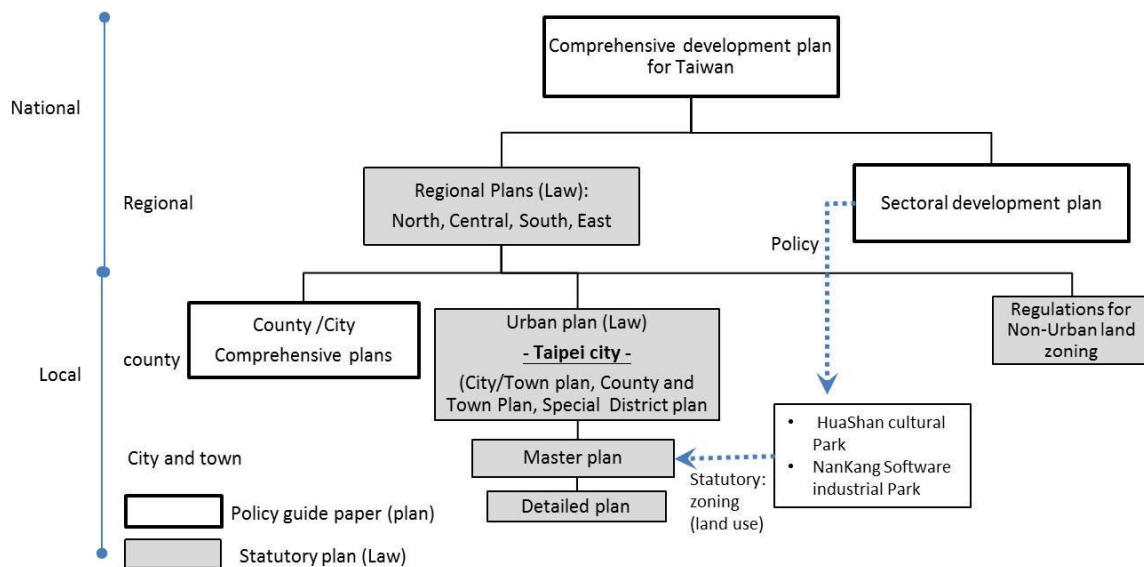 Comprehensive development plan
for Taiwan
National
Regional
Regional Plans (Law):
North, Central, South, East
Sectoral development plan
Policy
County /City
Comprehensive plans
Urban plan (Law)
- Taipei city -
(City/Town plan, County and
Town Plan, Special District plan
Regulations for
Non-Urban land
zoning
county
Local
• HuaShan cultural
Park
• NanKang Software
industrial Park
City and town
Master plan
Statutory:
zoning
(land use)
Detailed plan
Policy guide paper (plan)
Statutory plan (Law)